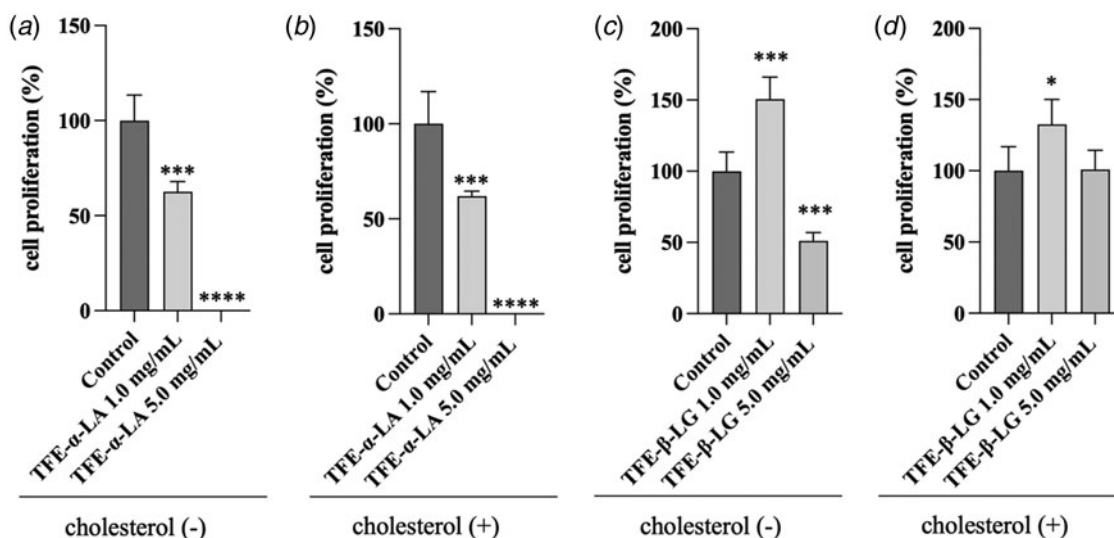 (a)
cell proliferation (%)
150
100
50
0
***
****
Control
TFE-α-LA 1.0 mg/mL
TFE-α-LA 5.0 mg/mL
cholesterol (-)
(b)
cell proliferation (%)
150
100
50
0
***
****
Control
TFE-α-LA 1.0 mg/mL
TFE-α-LA 5.0 mg/mL
cholesterol (+)
(c)
cell proliferation (%)
200
150
100
50
0
***
***
Control
TFE-β-LG 1.0 mg/mL
TFE-β-LG 5.0 mg/mL
cholesterol (-)
(d)
cell proliferation (%)
200
150
100
50
0
*
Control
TFE-β-LG 1.0 mg/mL
TFE-β-LG 5.0 mg/mL
cholesterol (+)